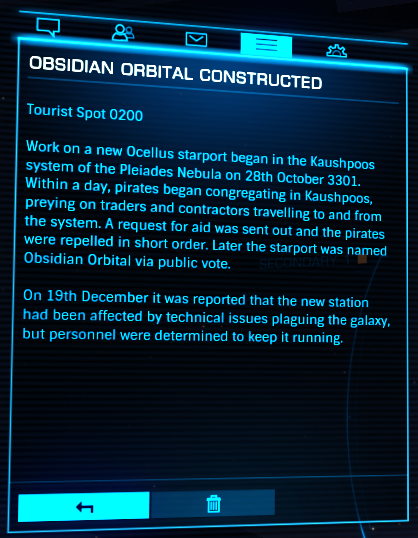 OBSIDIAN ORBITAL CONSTRUCTED
Tourist Spot 0200
Work on a new Ocellus starport began in the Kaushpoos
system of the Pleiades Nebula on 28th October 3301.
Within a day, pirates began congregating in Kaushpoos,
preying on traders and contractors travelling to and from
the system. A request for aid was sent out and the pirates
were repelled in short order. Later the starport was named
Obsidian Orbital via public vote.
On 19th December it was reported that the new station
had been affected by technical issues plaguing the galaxy,
but personnel were determined to keep it running.